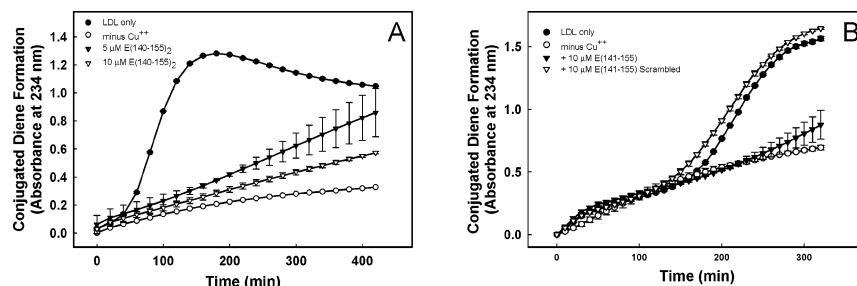 A
LDL only
minus Cu++
5 µM E(140-155)2
10 µM E(140-155)2
Conjugated Diene Formation
(Absorbance at 234 nm)
1.4
1.2
1.0
0.8
0.6
0.4
0.2
0.0
0 100 200 300 400
Time (min)
B
LDL only
minus Cu++
+ 10 µM E(141-155)
+ 10 µM E(141-155) Scrambled
Conjugated Diene Formation
(Absorbance at 234 nm)
1.5
1.0
0.5
0.0
0 100 200 300
Time (min)